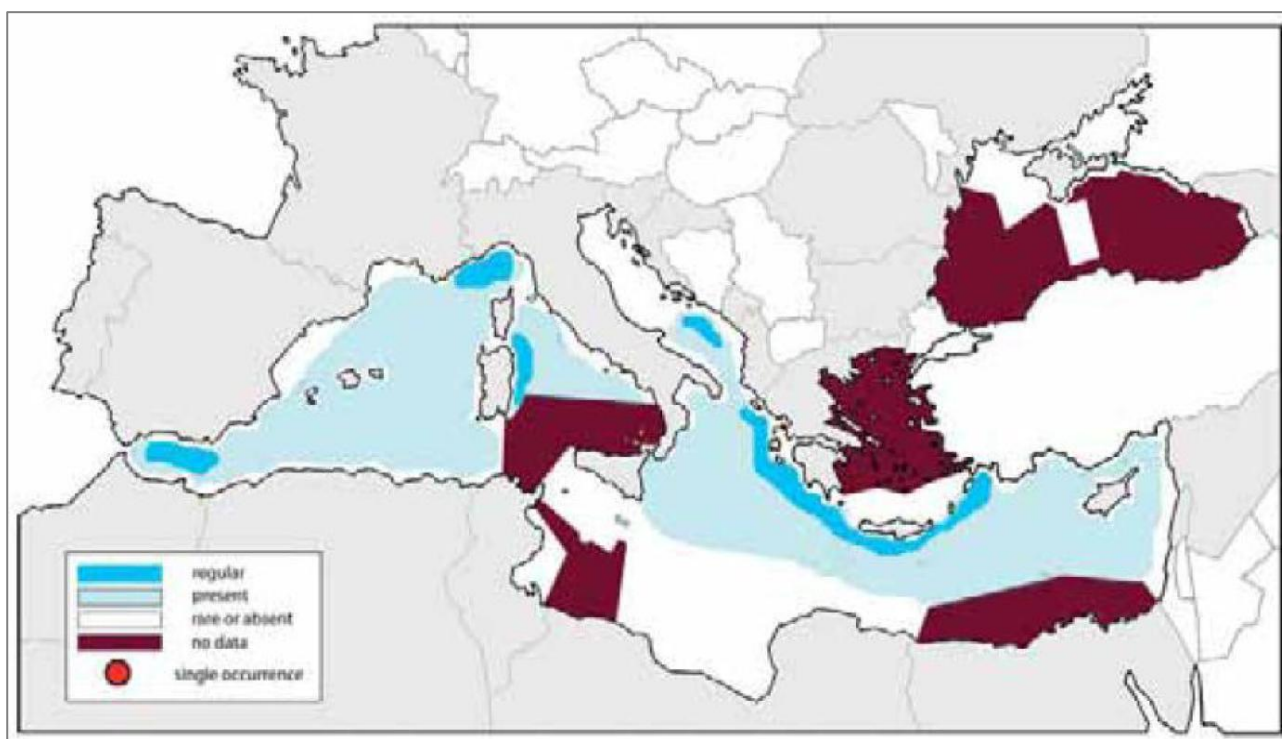 regular
present
rare or absent
no data
single occurrence